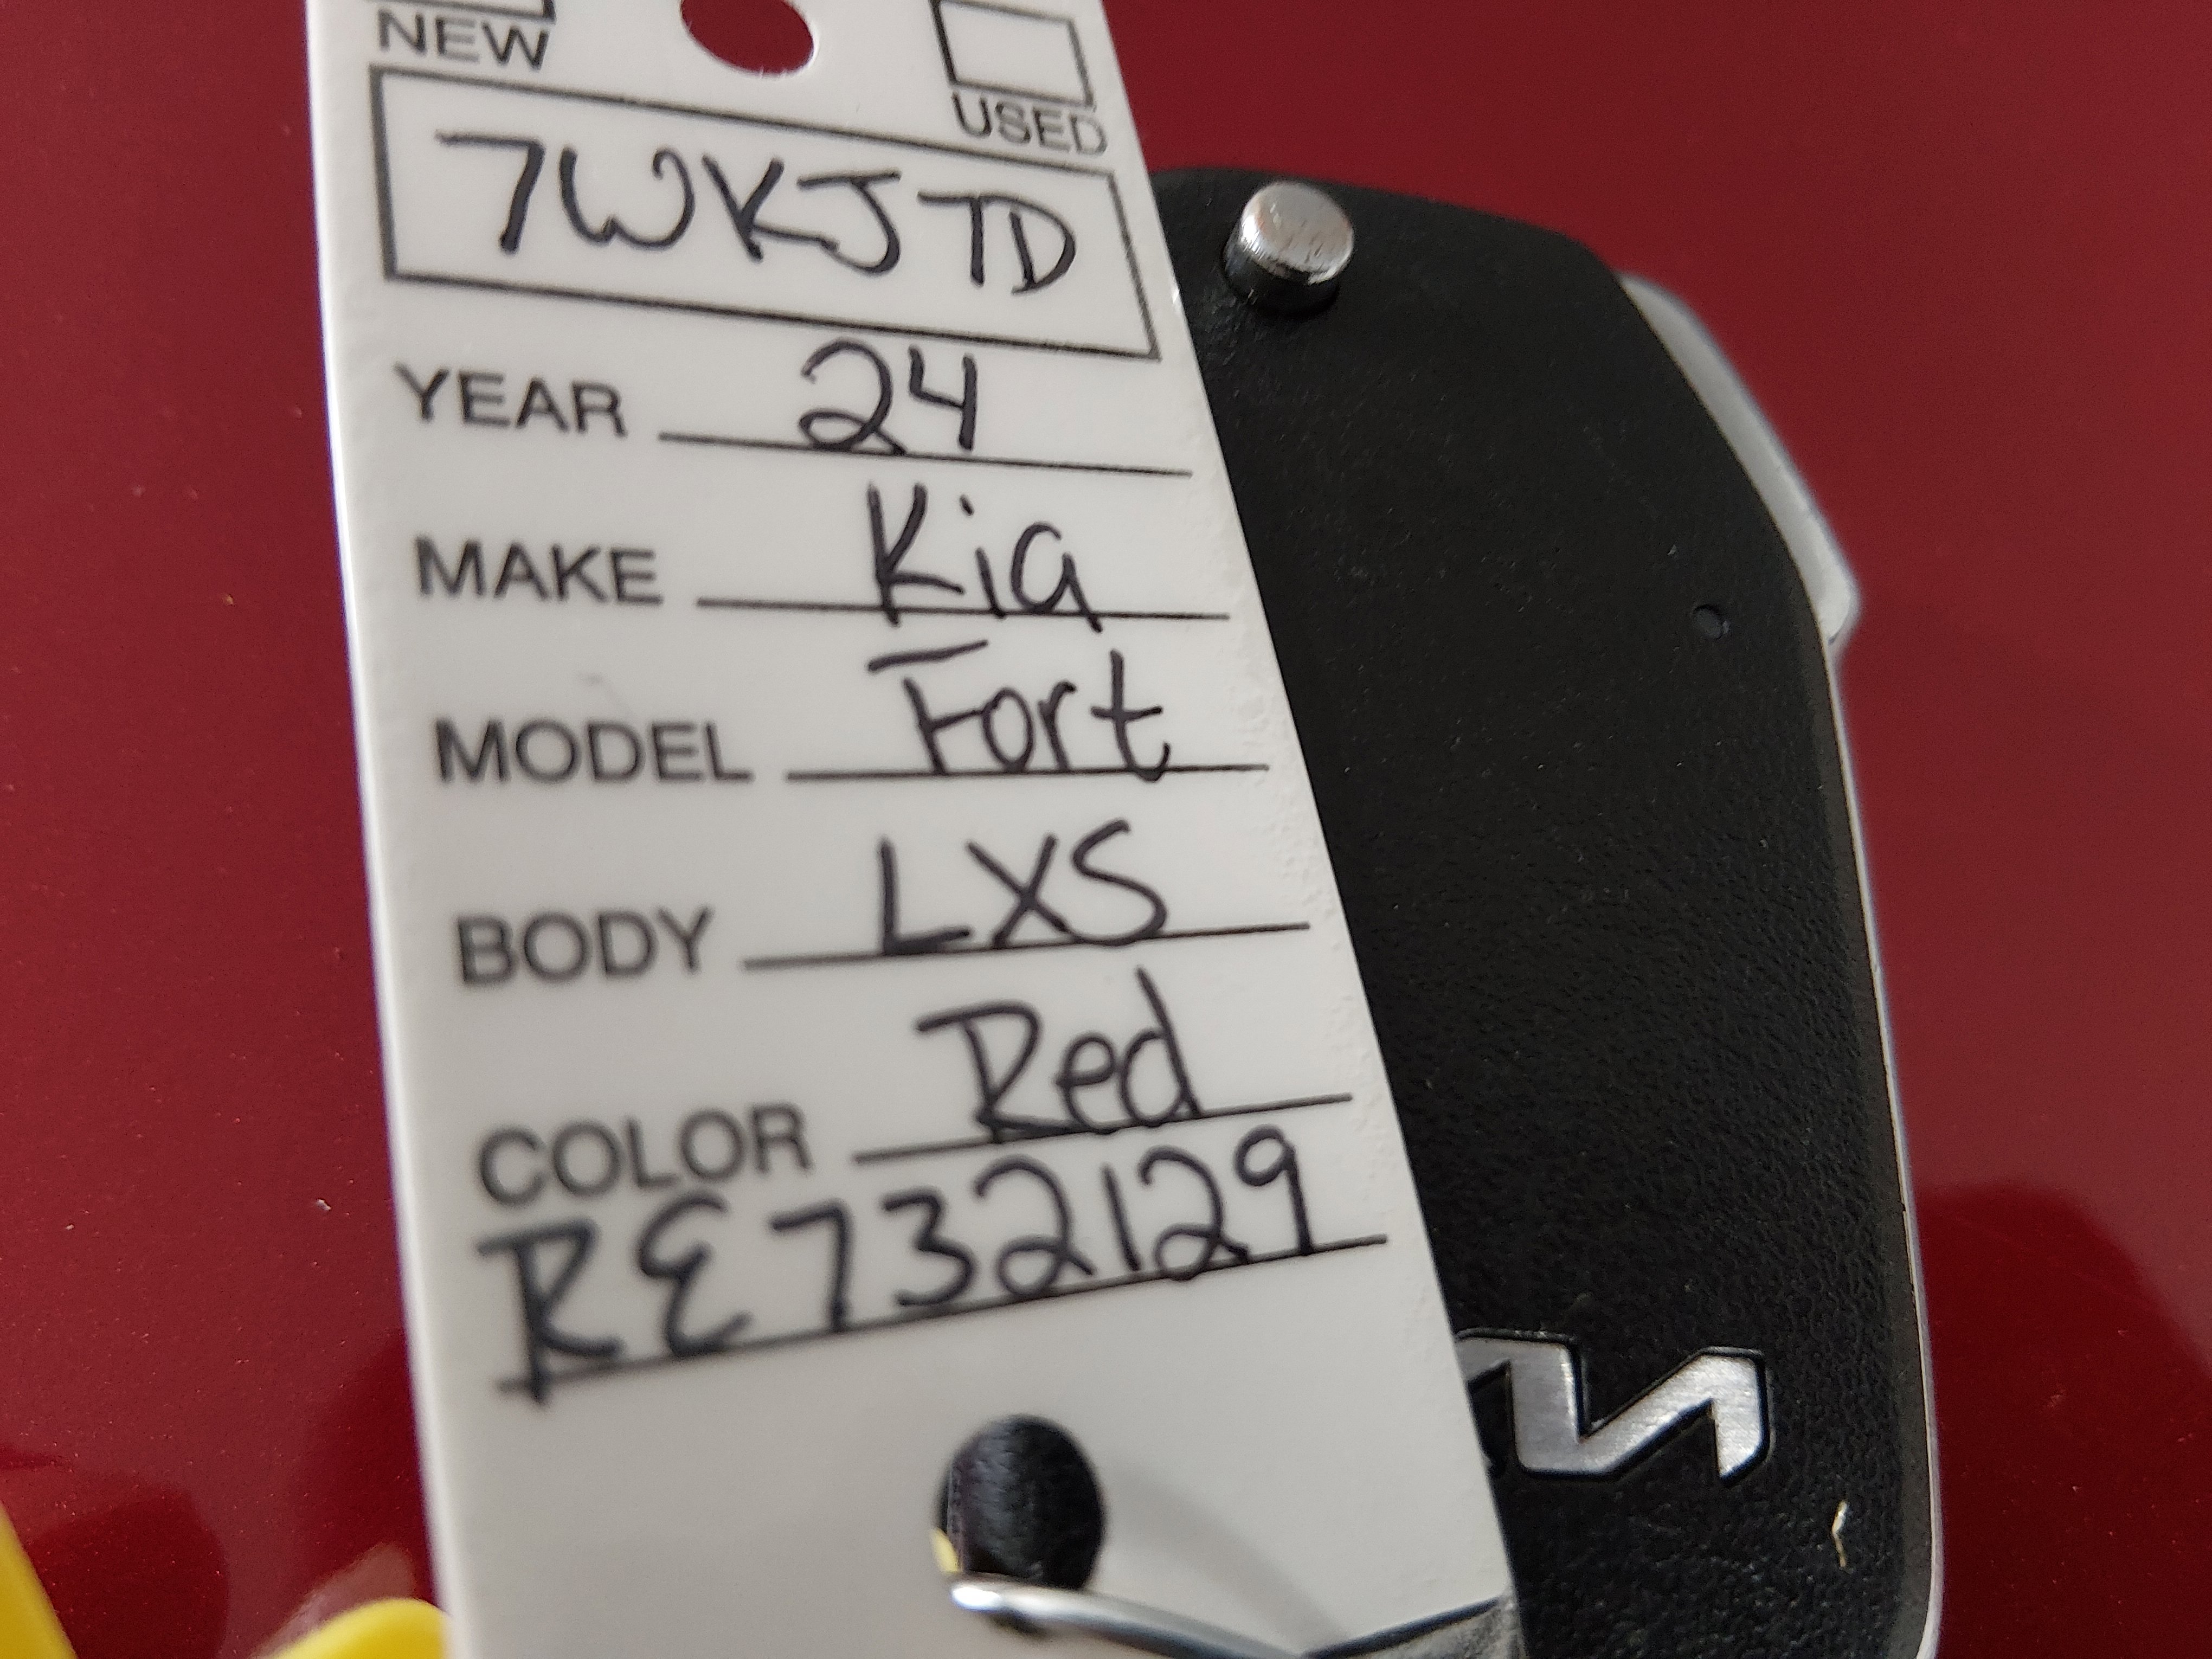 NEW
USED
7WKJTD
YEAR 24
MAKE Kia
MODEL Fort
BODY LXS
COLOR Red
RE732129